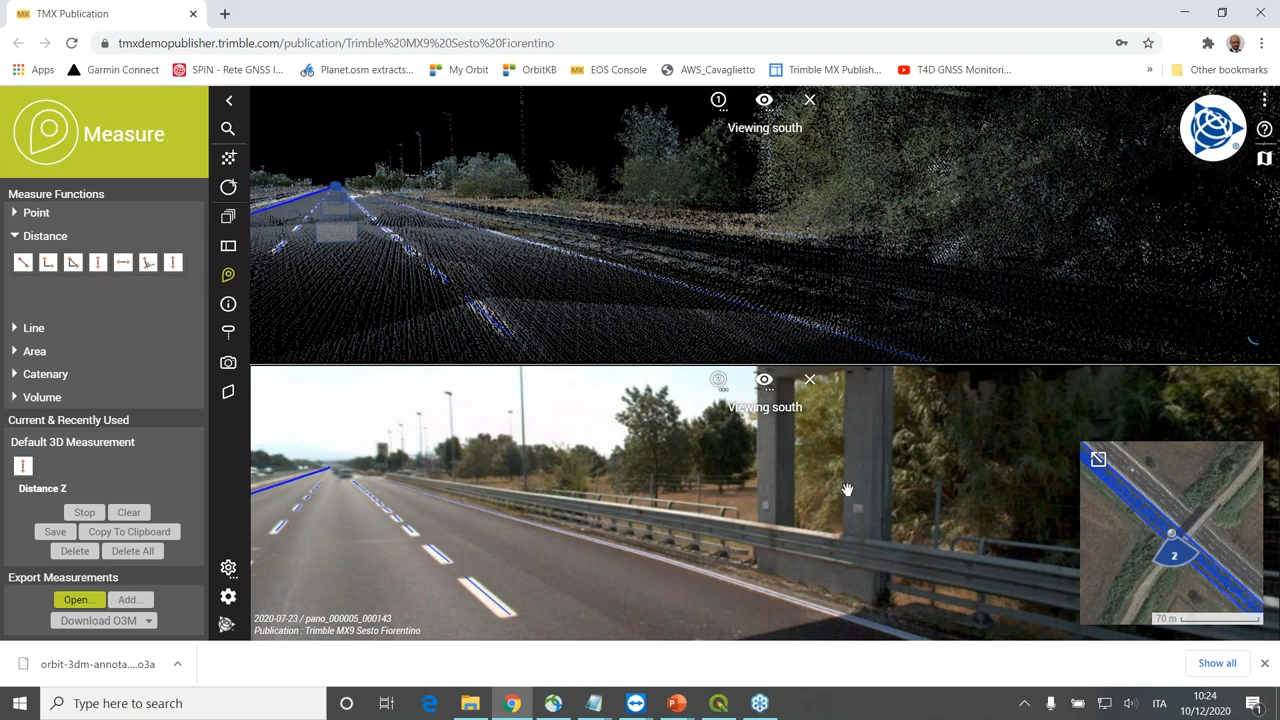 TMX Publication
tmxdemopublisher.trimble.com/publication/Trimble%20MX9%20Sesto%20Fiorentino
Apps
Garmin Connect
SPIN - Rete GNSS I...
Planet.osm extracts...
My Orbit
OrbitKB
MX EOS Console
AWS_Cavaglietto
Trimble MX Publish...
T4D GNSS Monitori...
»
Other bookmarks
Measure
1
Viewing south
Measure Functions
Point
Distance
Line
Area
Catenary
Volume
Current & Recently Used
Default 3D Measurement
Distance Z
Stop
Clear
Save
Copy To Clipboard
Delete
Delete All
Export Measurements
Open...
Add...
Download O3M
Viewing south
2
70 m
2020-07-23 / pano_000005_000143
Publication : Trimble MX9 Sesto Fiorentino
orbit-3dm-annota....o3a
Show all
Type here to search
ITA
10:24
10/12/2020
1